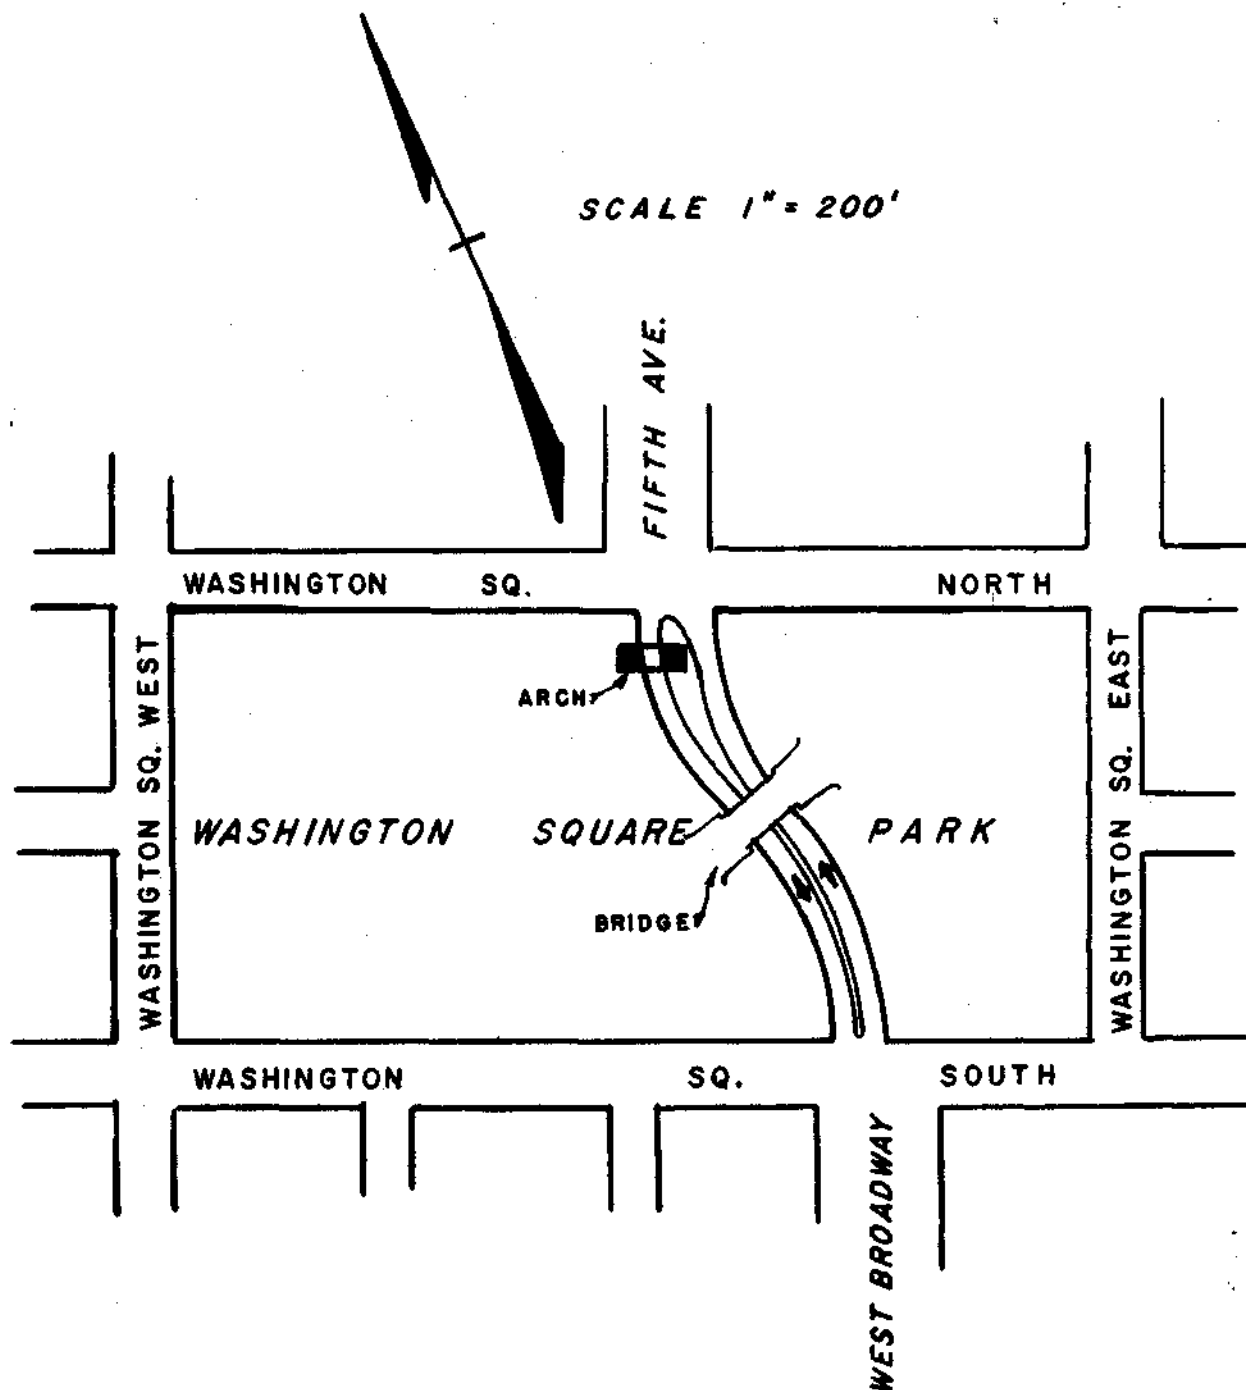 SCALE 1" = 200'
FIFTH AVE.
WASHINGTON SQ. NORTH
WASHINGTON SQ. WEST
ARCH
WASHINGTON SQ. EAST
WASHINGTON SQUARE PARK
BRIDGE
WASHINGTON SQ. SOUTH
WEST BROADWAY